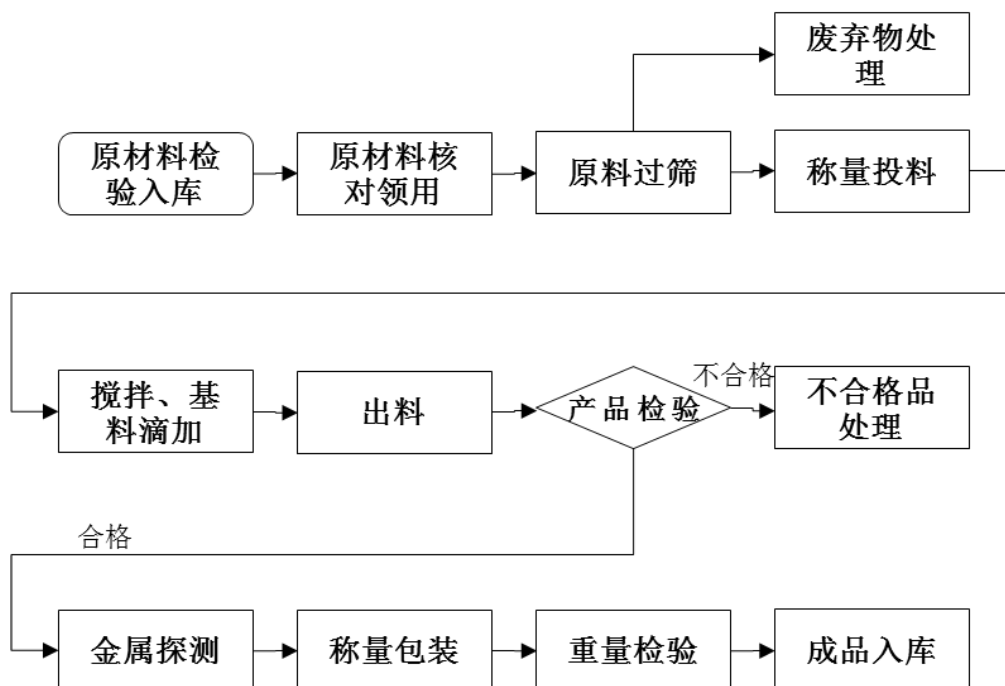 废弃物处
理
原材料检
验入库
原材料核
对领用
原料过筛
称量投料
搅拌、基
料滴加
出料
产品检验
不合格
不合格品
处理
合格
金属探测
称量包装
重量检验
成品入库